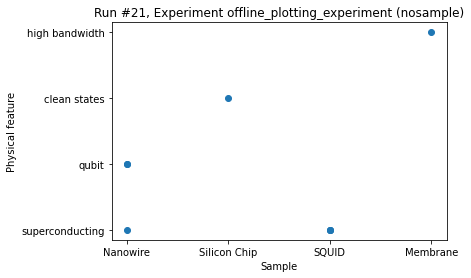 Run #21, Experiment offline_plotting_experiment (nosample)
high bandwidth
clean states
qubit
superconducting
Physical feature
Nanowire Silicon Chip SQUID Membrane
Sample